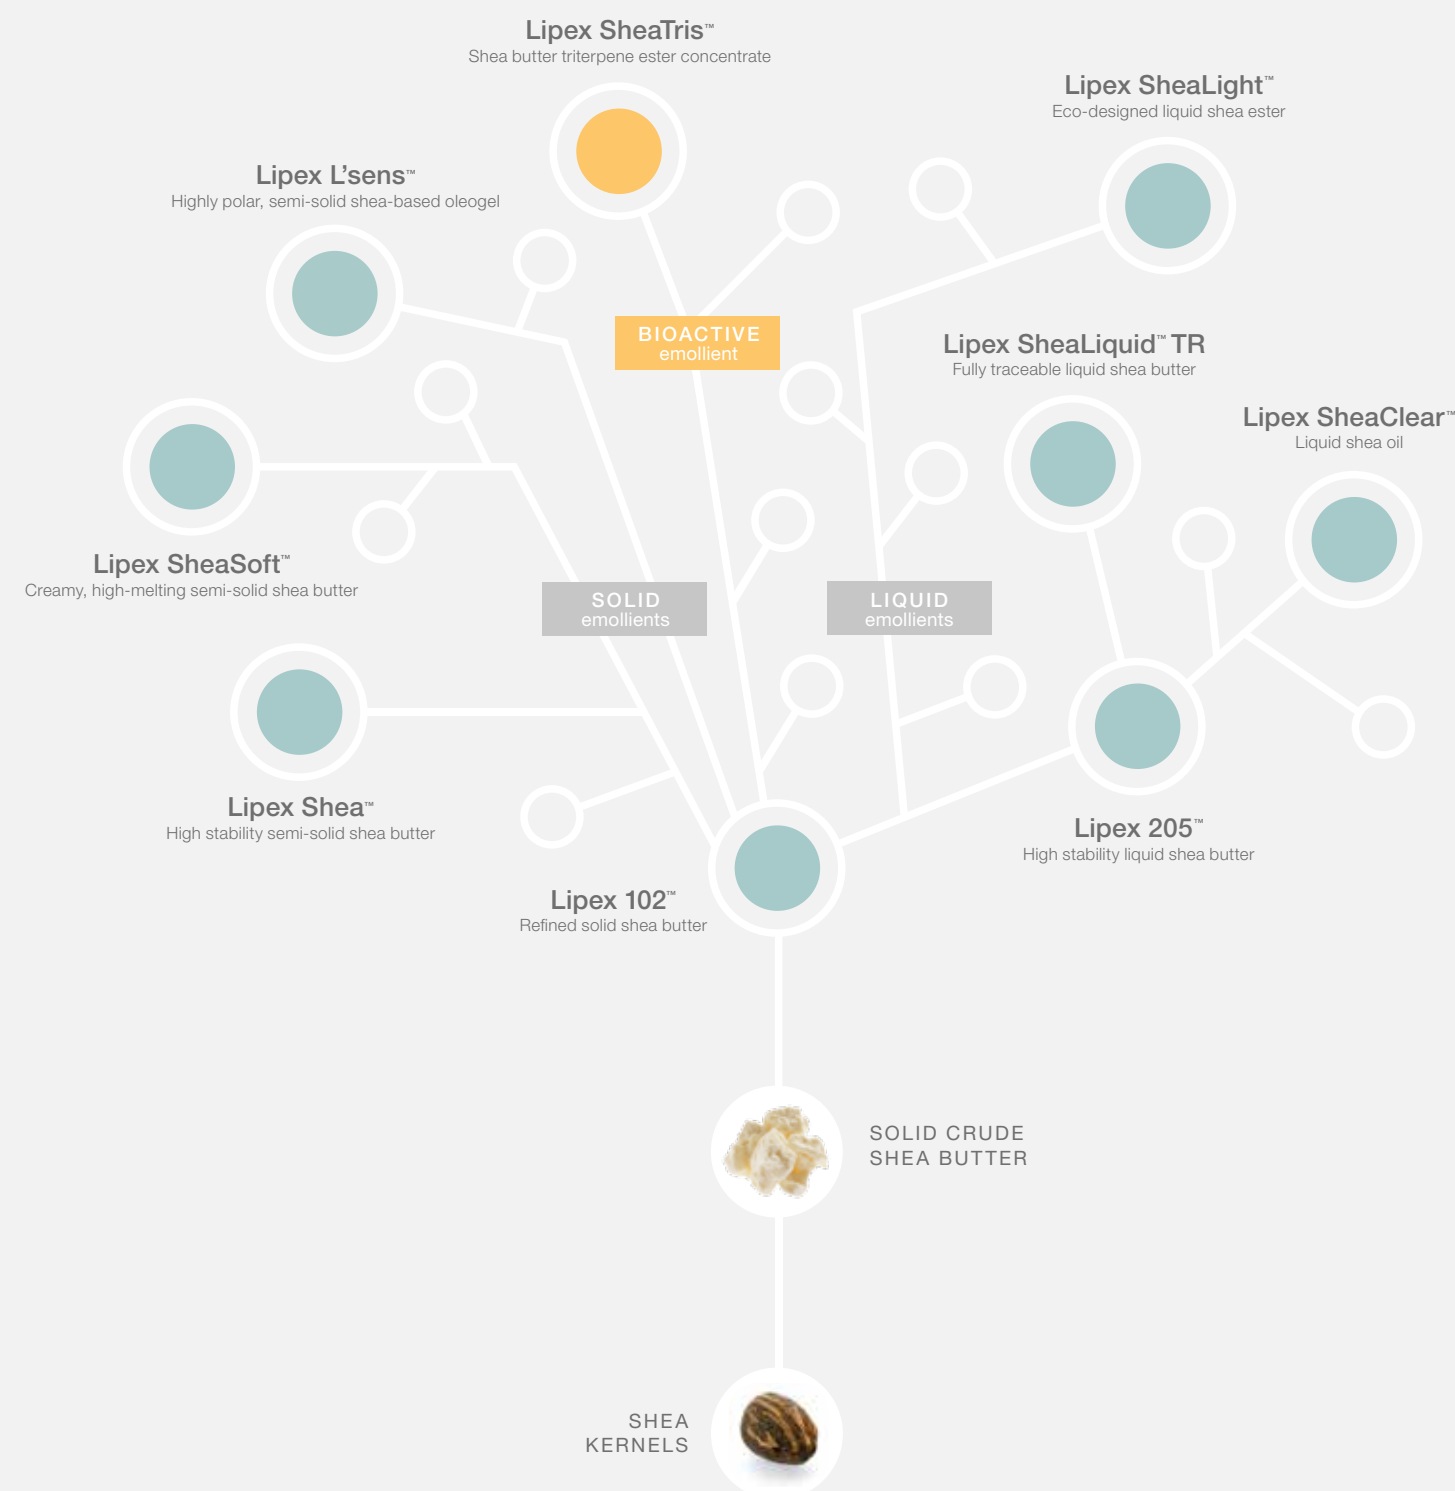 Lipex SheaTris™
Shea butter triterpene ester concentrate
Lipex SheaLight™
Eco-designed liquid shea ester
Lipex L’sens™
Highly polar, semi-solid shea-based oleogel
BIOACTIVE
emollient
Lipex SheaLiquid™ TR
Fully traceable liquid shea butter
Lipex SheaClear™
Liquid shea oil
Lipex SheaSoft™
Creamy, high-melting semi-solid shea butter
SOLID
emollients
LIQUID
emollients
Lipex Shea™
High stability semi-solid shea butter
Lipex 205™
High stability liquid shea butter
Lipex 102™
Refined solid shea butter
SOLID CRUDE
SHEA BUTTER
SHEA
KERNELS